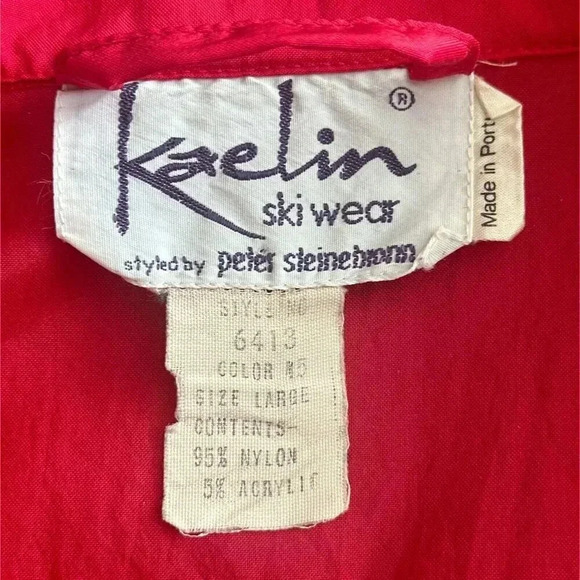 Kaelin ®
ski wear
styled by peter steinebronn
Made in Port
STYLE NO
6413
COLOR
SIZE LARGE
CONTENTS-
95% NYLON
5% ACRYLIC